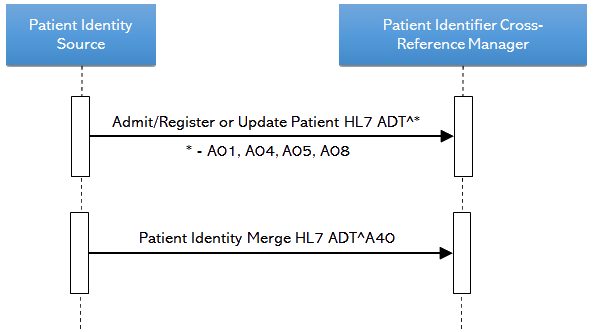 Patient Identity
Source
Patient Identifier Cross-
Reference Manager
Admit/Register or Update Patient HL7 ADT^*
* - A01, A04, A05, A08
Patient Identity Merge HL7 ADT^A40